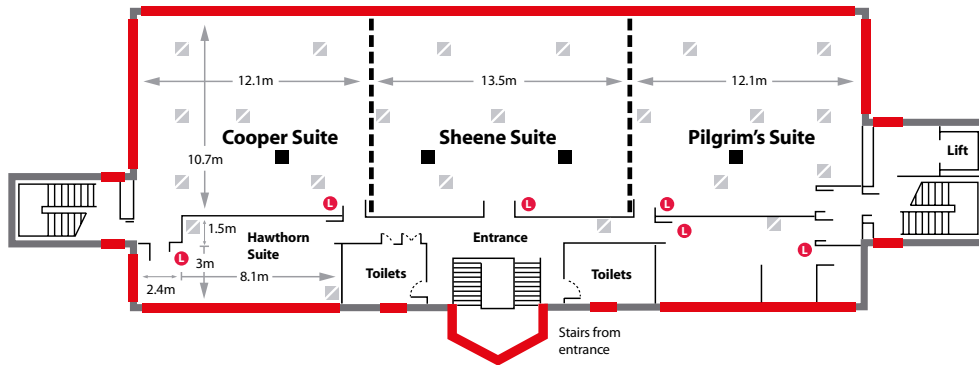 12.1m
13.5m
12.1m
Cooper Suite
Sheene Suite
Pilgrim's Suite
Lift
10.7m
L
L
L
1.5m
Hawthorn
Suite
Entrance
L
L
L
3m
8.1m
Toilets
Toilets
2.4m
Stairs from
entrance